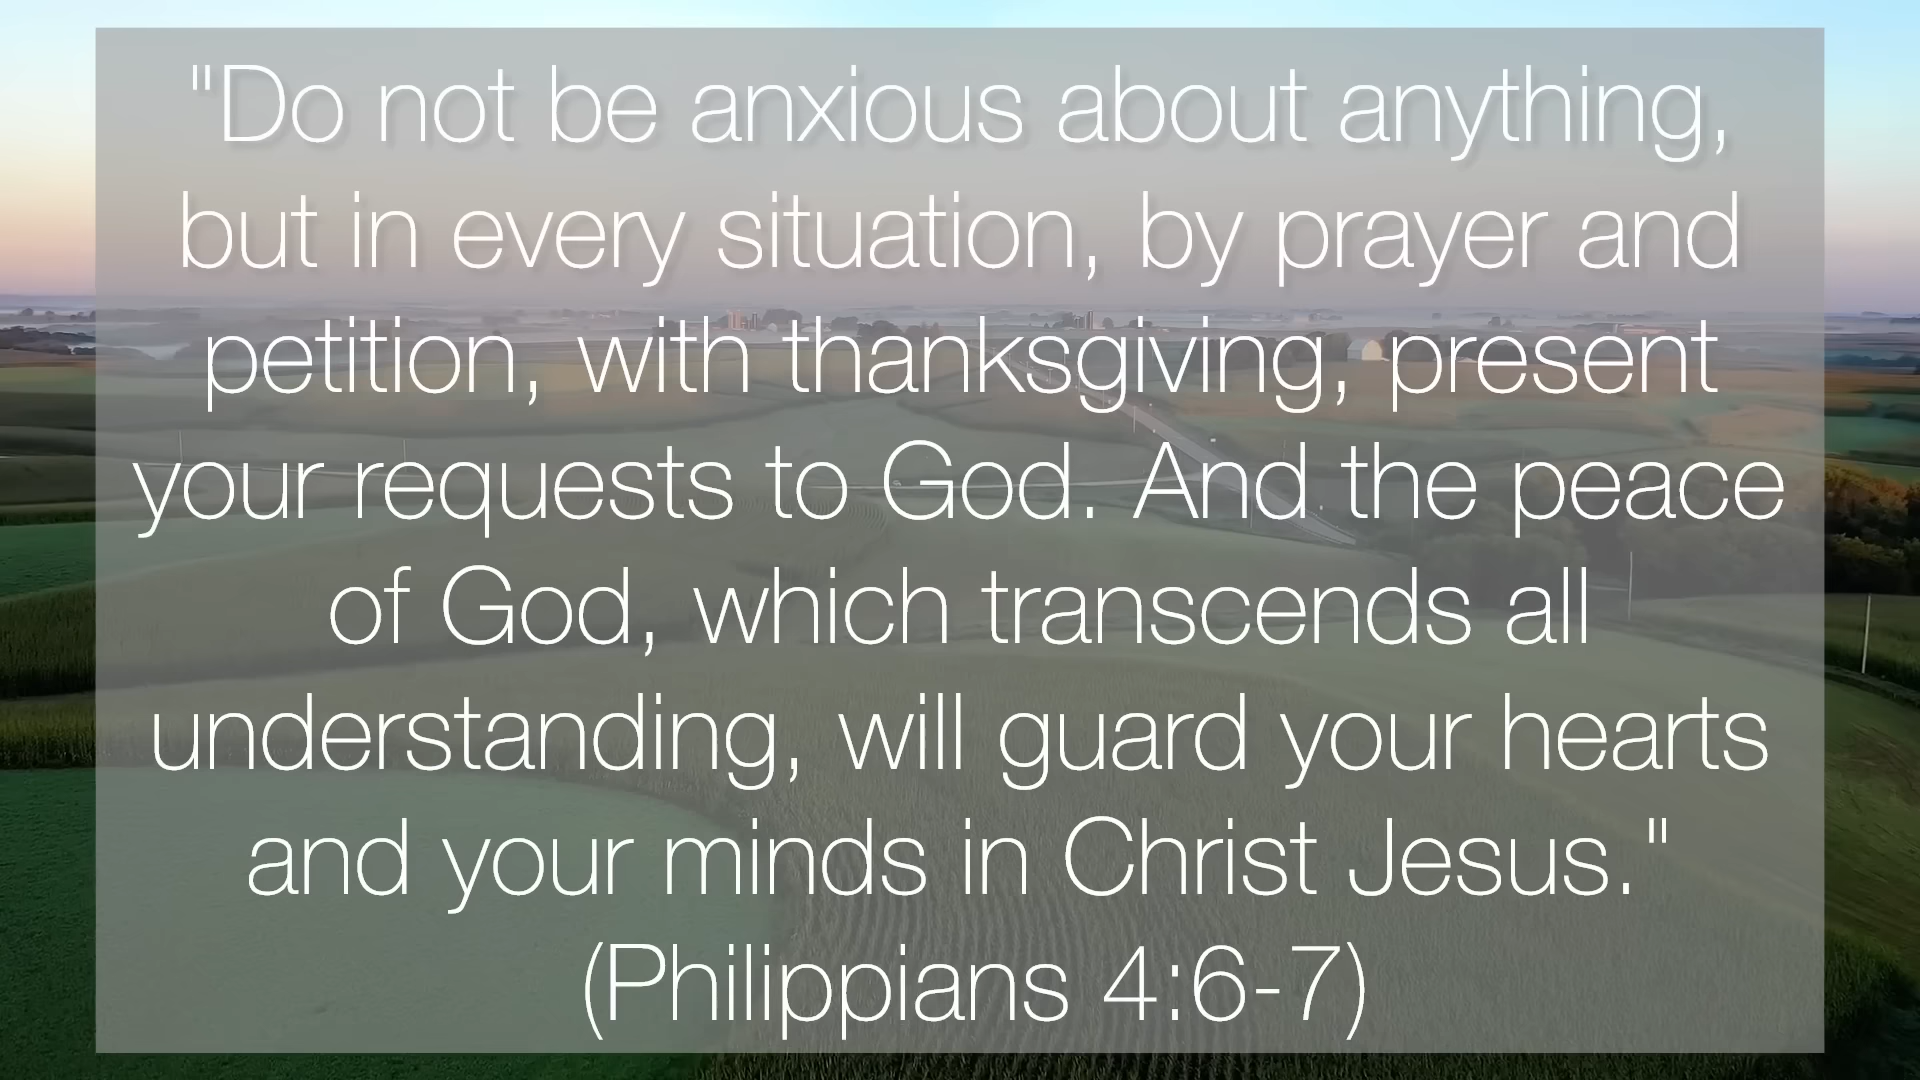 "Do not be anxious about anything,
but in every situation, by prayer and
petition, with thanksgiving, present
your requests to God. And the peace
of God, which transcends all
understanding, will guard your hearts
and your minds in Christ Jesus."
(Philippians 4:6-7)